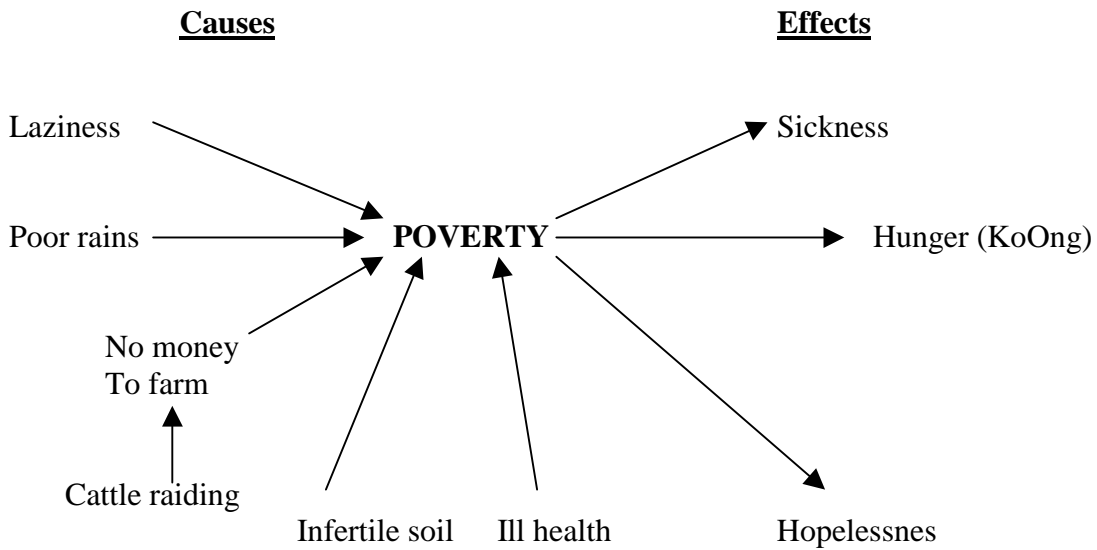 Causes Effects
Laziness Sickness
Poor rains POVERTY Hunger (KoOng)
No money
To farm
Cattle raiding
Infertile soil Ill health Hopelessnes